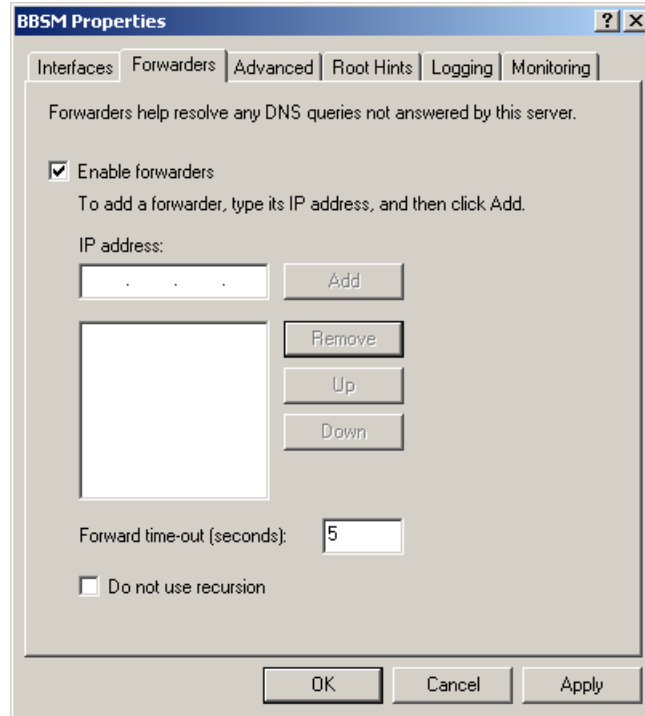 BBSM Properties
Interfaces Forwarders Advanced Root Hints Logging Monitoring
Forwarders help resolve any DNS queries not answered by this server.
Enable forwarders
To add a forwarder, type its IP address, and then click Add.
IP address:
. . . Add
Remove
Up
Down
Forward time-out (seconds): 5
Do not use recursion
OK Cancel Apply